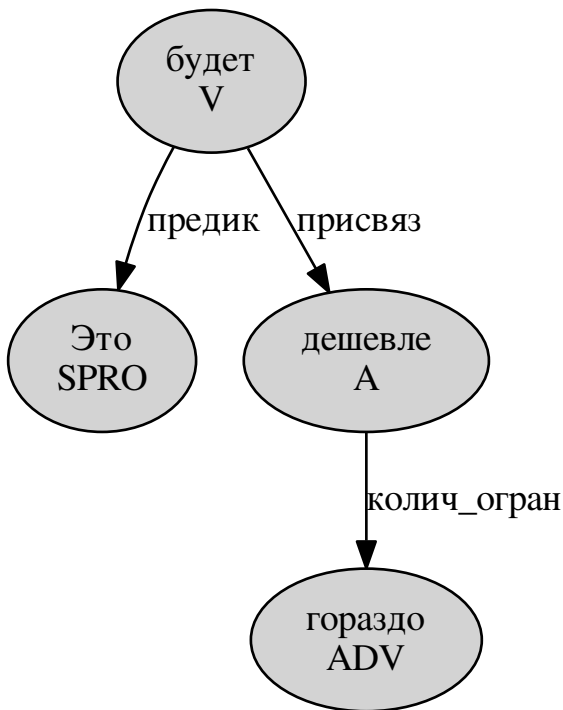 будет
V
предик
присвяз
Это
SPRO
дешевле
A
колич_огран
гораздо
ADV